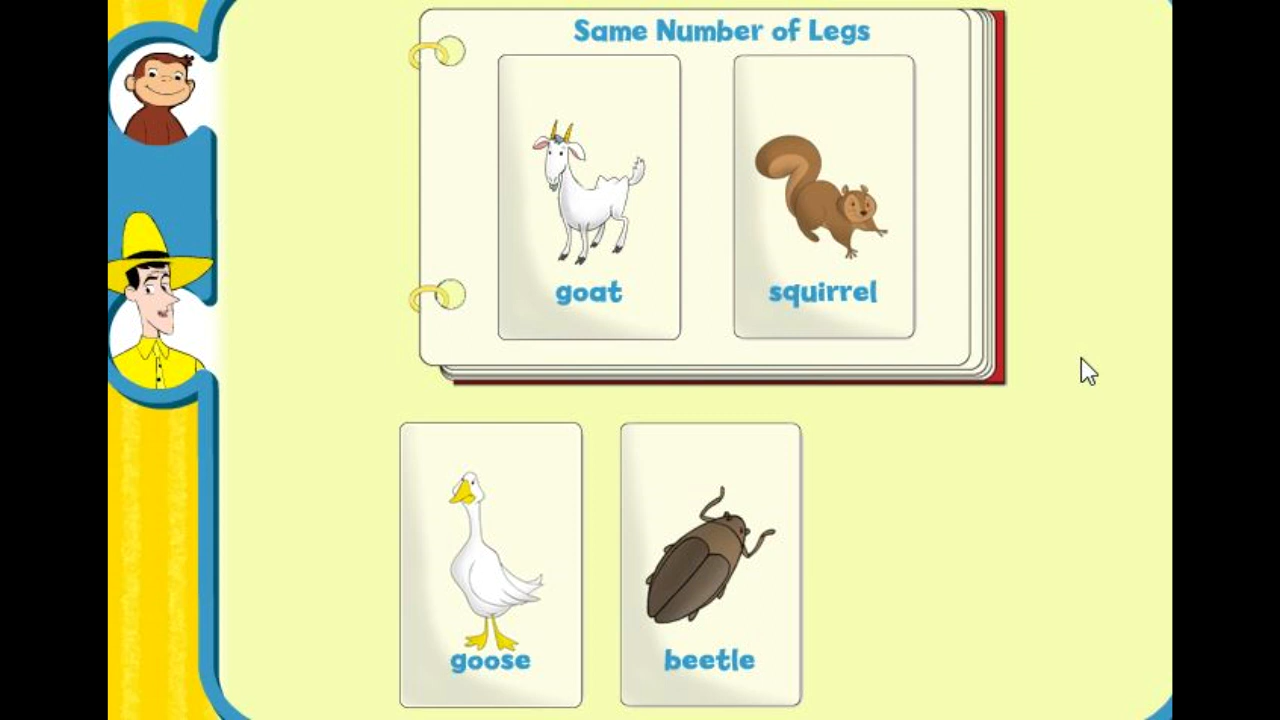 Same Number of Legs
goat
squirrel
goose
beetle